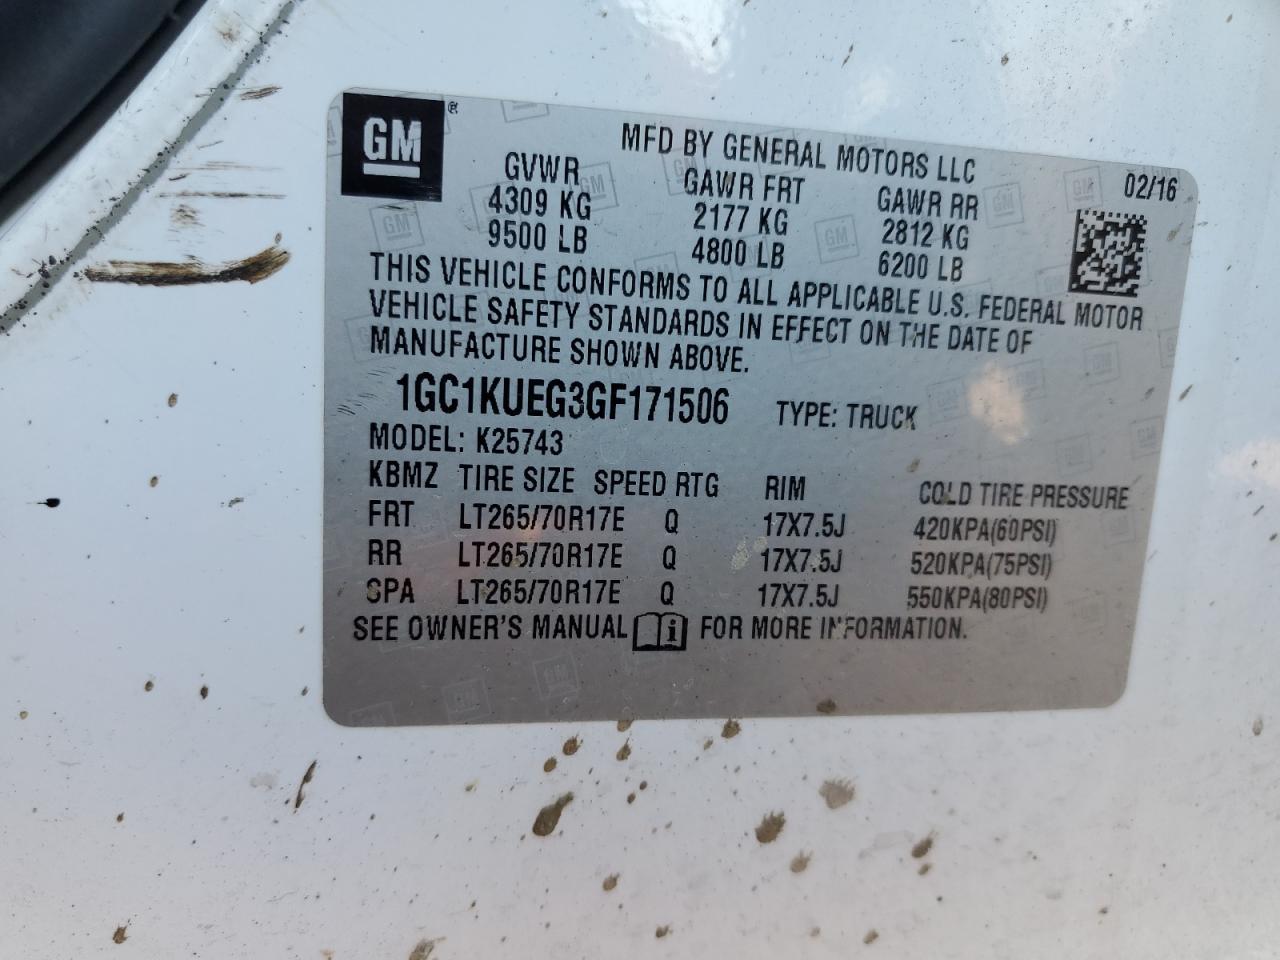 GM®
MFD BY GENERAL MOTORS LLC
02/16
GVWR GAWR FRT GAWR RR
4309 KG 2177 KG 2812 KG
9500 LB 4800 LB 6200 LB
THIS VEHICLE CONFORMS TO ALL APPLICABLE U.S. FEDERAL MOTOR
VEHICLE SAFETY STANDARDS IN EFFECT ON THE DATE OF
MANUFACTURE SHOWN ABOVE.
1GC1KUEG3GF171506 TYPE: TRUCK
MODEL: K25743
KBMZ TIRE SIZE SPEED RTG RIM COLD TIRE PRESSURE
FRT LT265/70R17E Q 17X7.5J 420KPA(60PSI)
RR LT265/70R17E Q 17X7.5J 520KPA(75PSI)
SPA LT265/70R17E Q 17X7.5J 550KPA(80PSI)
SEE OWNER'S MANUAL i FOR MORE INFORMATION.